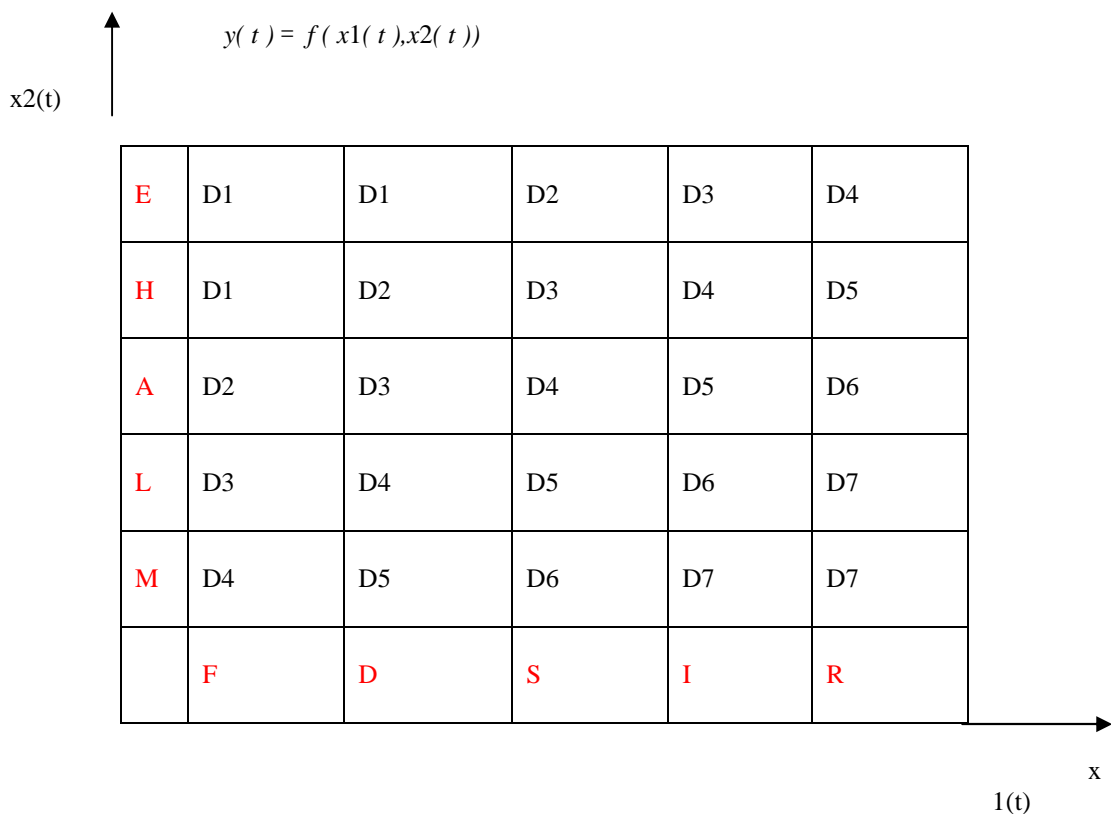 y( t ) = f ( x1( t ),x2( t ))
x2(t)
E D1 D1 D2 D3 D4
H D1 D2 D3 D4 D5
A D2 D3 D4 D5 D6
L D3 D4 D5 D6 D7
M D4 D5 D6 D7 D7
F D S I R
x
1(t)